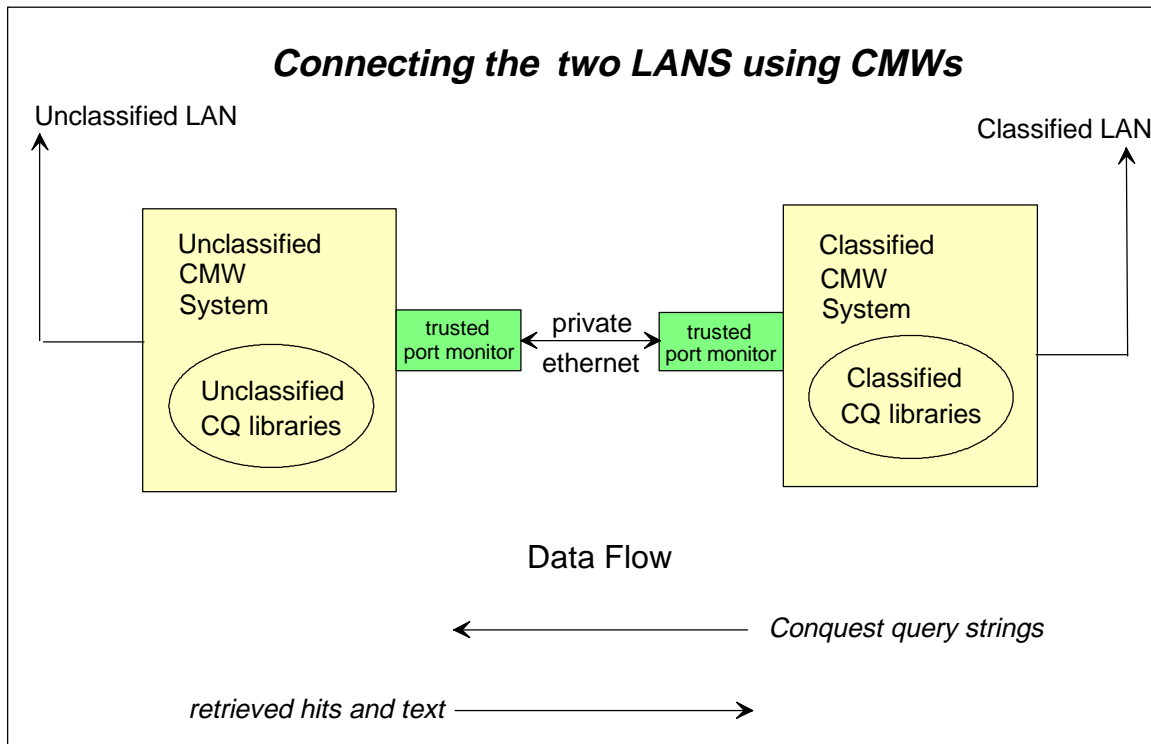 Connecting the two LANS using CMWs
Unclassified LAN
Classified LAN
Unclassified
CMW
System
Classified
CMW
System
trusted
port monitor
private
ethernet
trusted
port monitor
Unclassified
CQ libraries
Classified
CQ libraries
Data Flow
Conquest query strings
retrieved hits and text